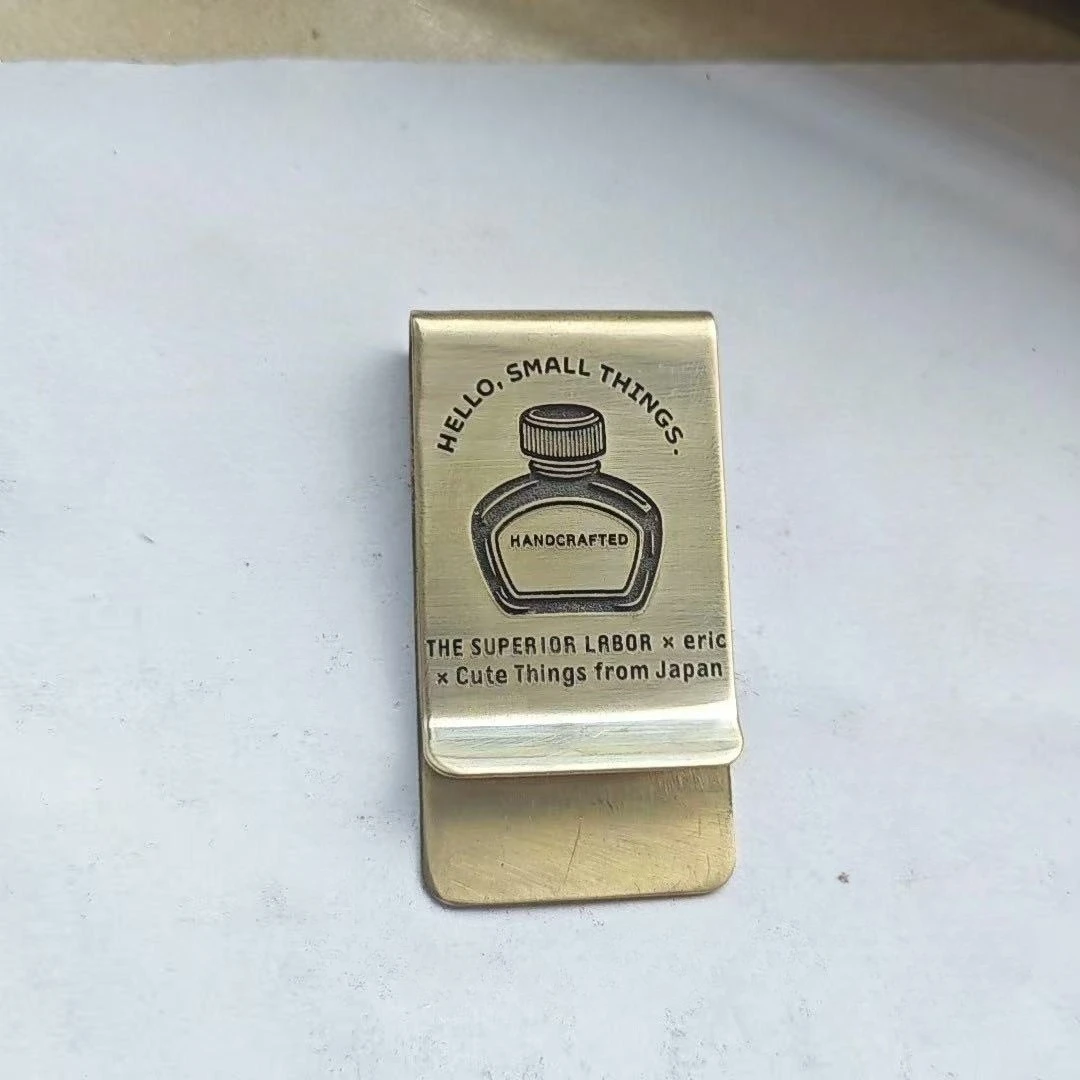 HELLO, SMALL THINGS.
HANDCRAFTED
THE SUPERIOR LABOR × eric
× Cute Things from Japan